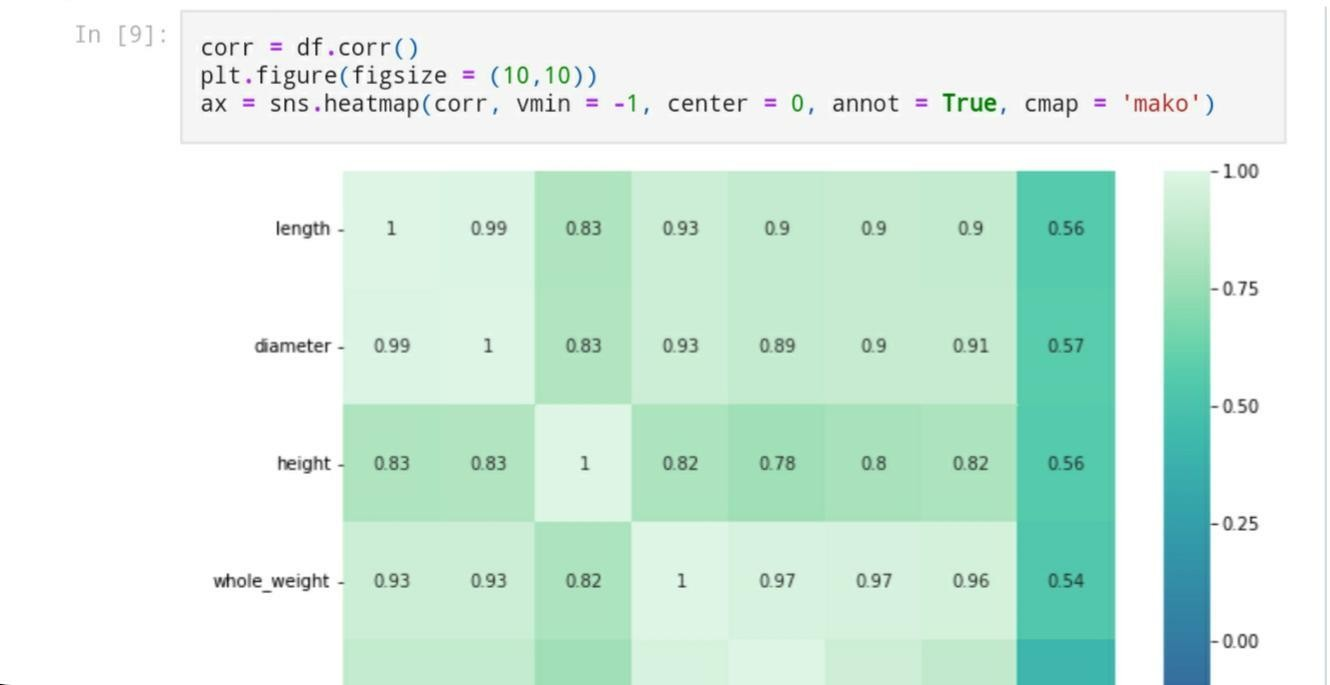 In [9]:
corr = df.corr()
plt.figure(figsize = (10,10))
ax = sns.heatmap(corr, vmin = -1, center = 0, annot = True, cmap = 'mako')
1.00
length 1 0.99 0.83 0.93 0.9 0.9 0.9 0.56
0.75
diameter 0.99 1 0.83 0.93 0.89 0.9 0.91 0.57
0.50
height 0.83 0.83 1 0.82 0.78 0.8 0.82 0.56
0.25
whole_weight 0.93 0.93 0.82 1 0.97 0.97 0.96 0.54
0.00